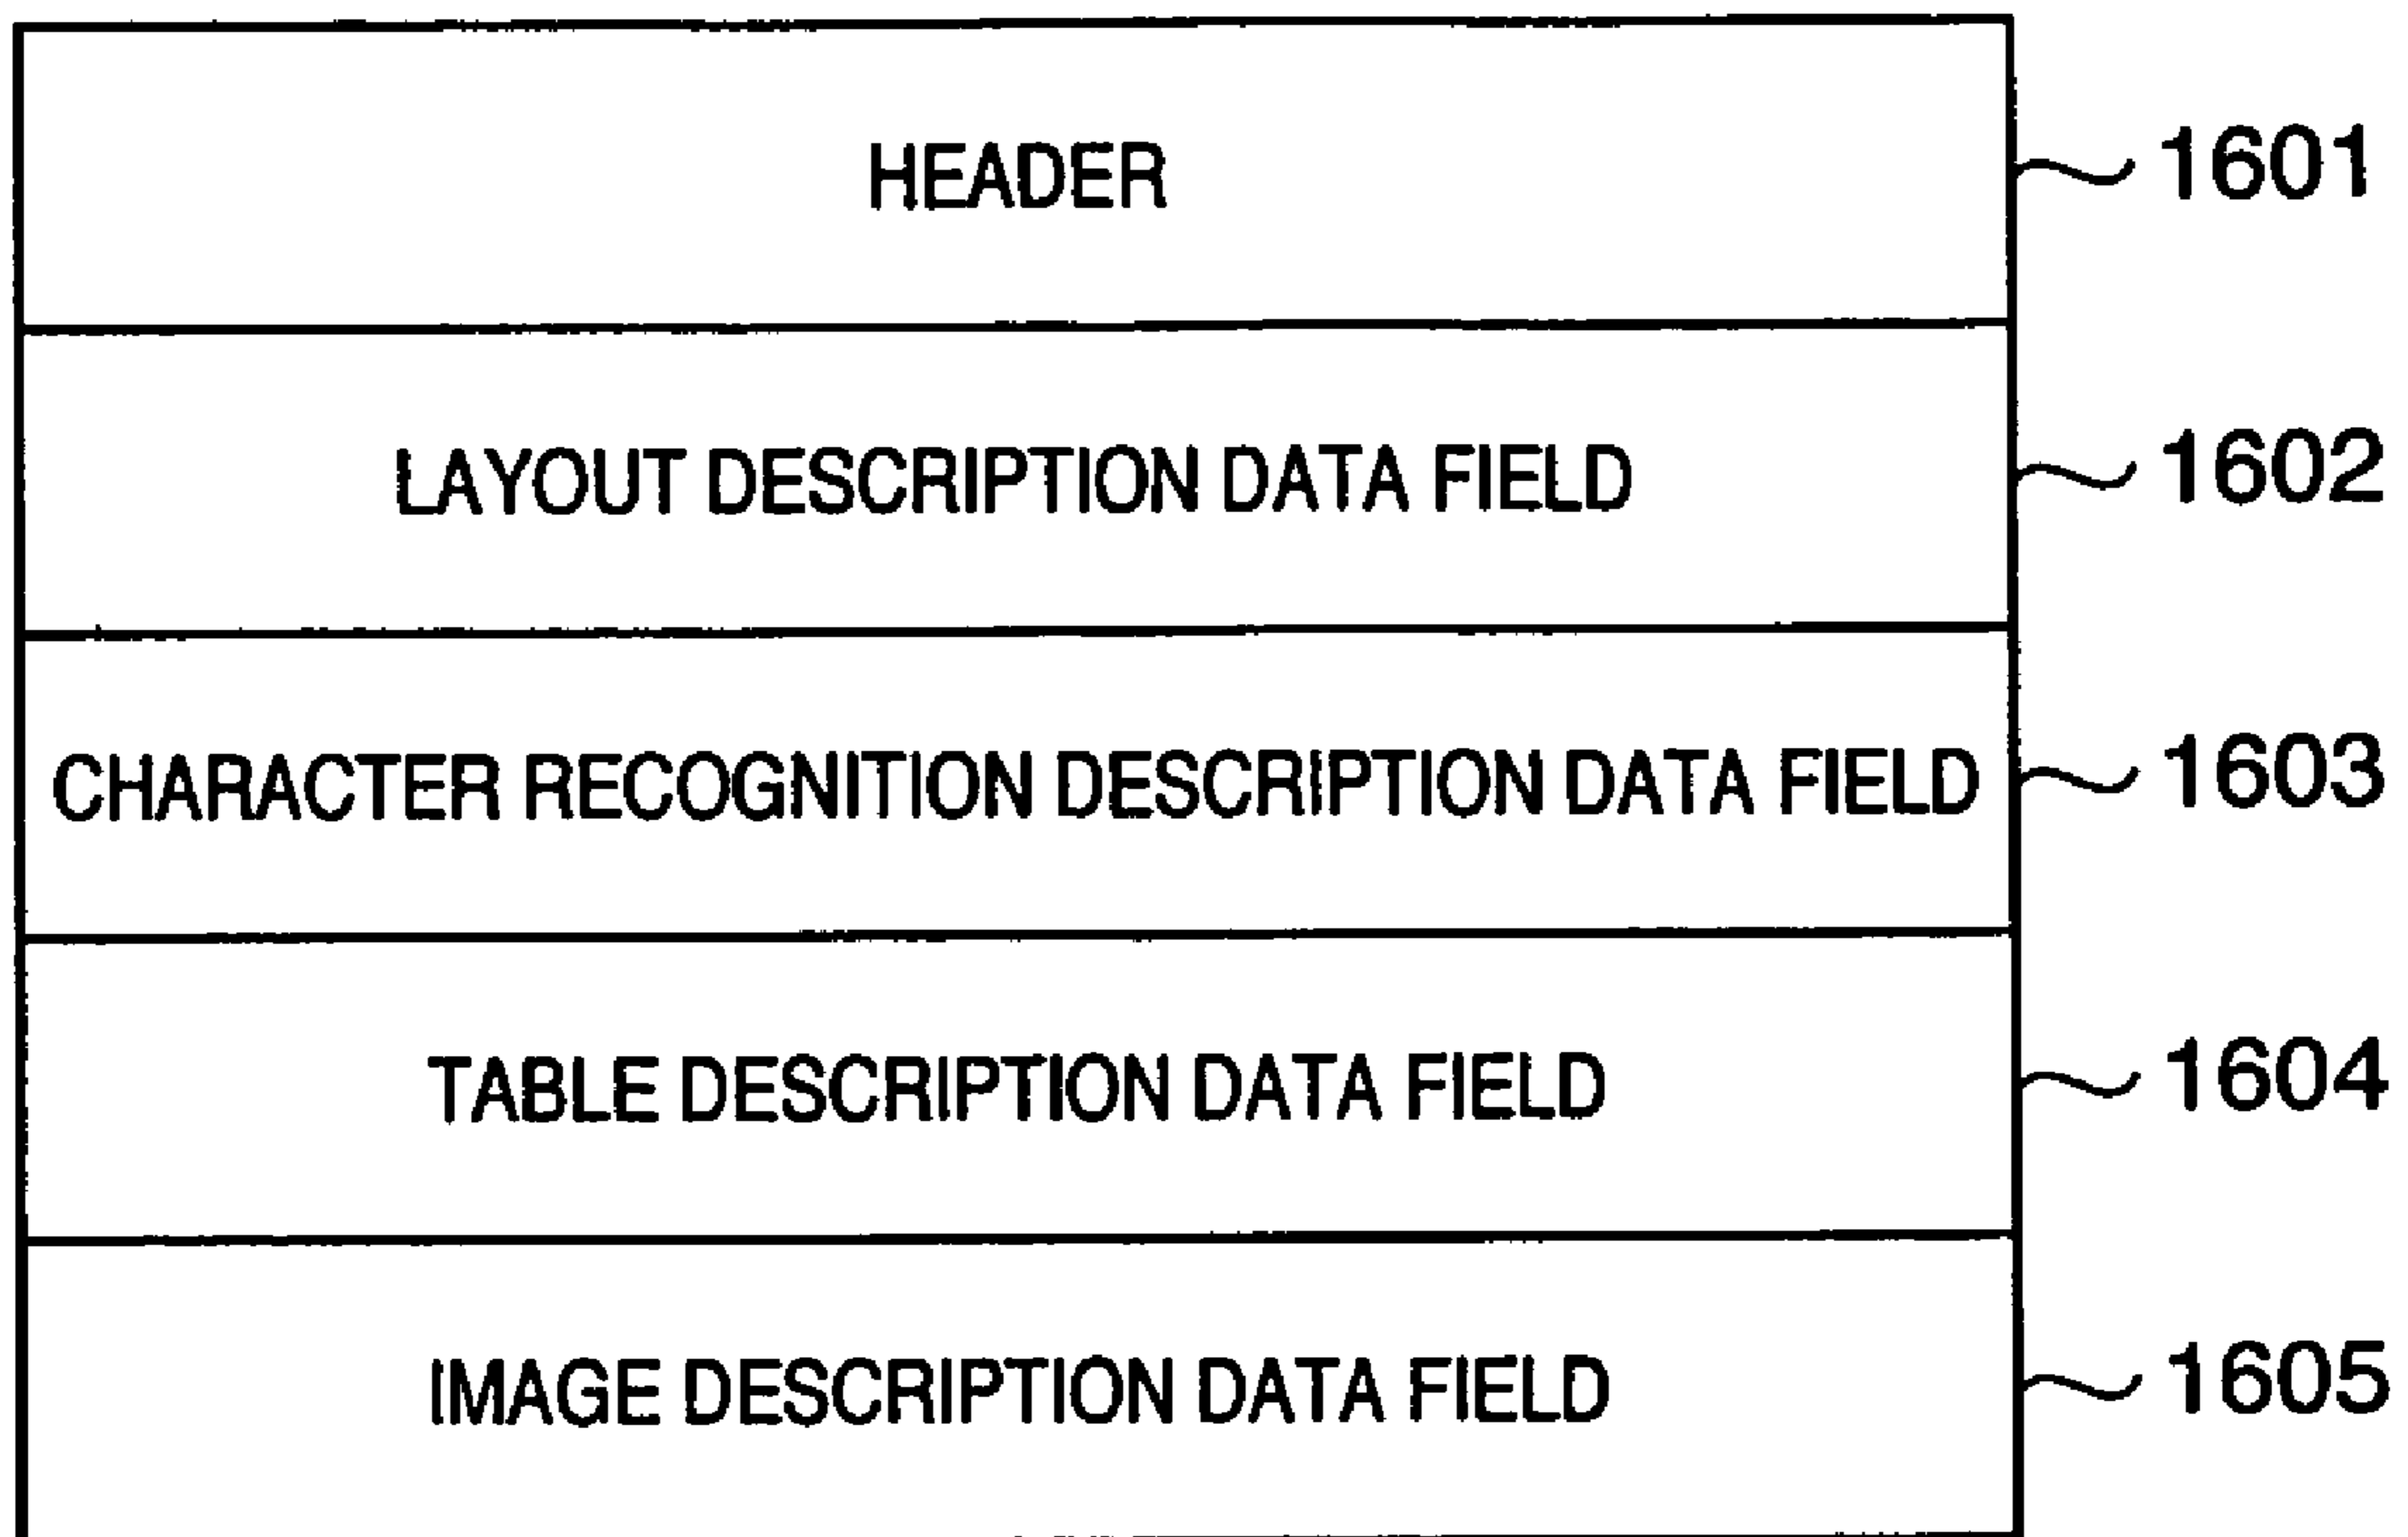 HEADER 1601
LAYOUT DESCRIPTION DATA FIELD 1602
CHARACTER RECOGNITION DESCRIPTION DATA FIELD 1603
TABLE DESCRIPTION DATA FIELD 1604
IMAGE DESCRIPTION DATA FIELD 1605